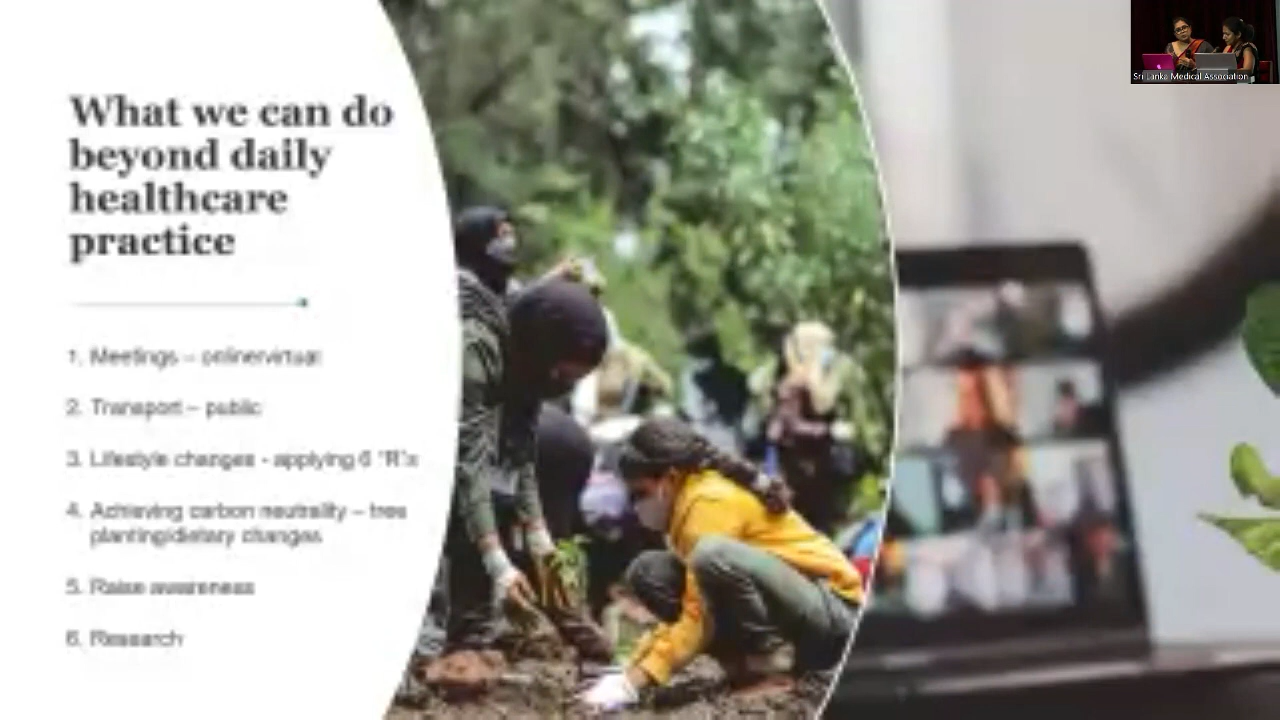 What we can do
beyond daily
healthcare
practice
1. Meetings – online/virtual
2. Transport – public
3. Lifestyle changes - applying 6 "R"s
4. Achieving carbon neutrality – tree
planting/dietary changes
5. Raise awareness
6. Research
Sri Lanka Medical Association